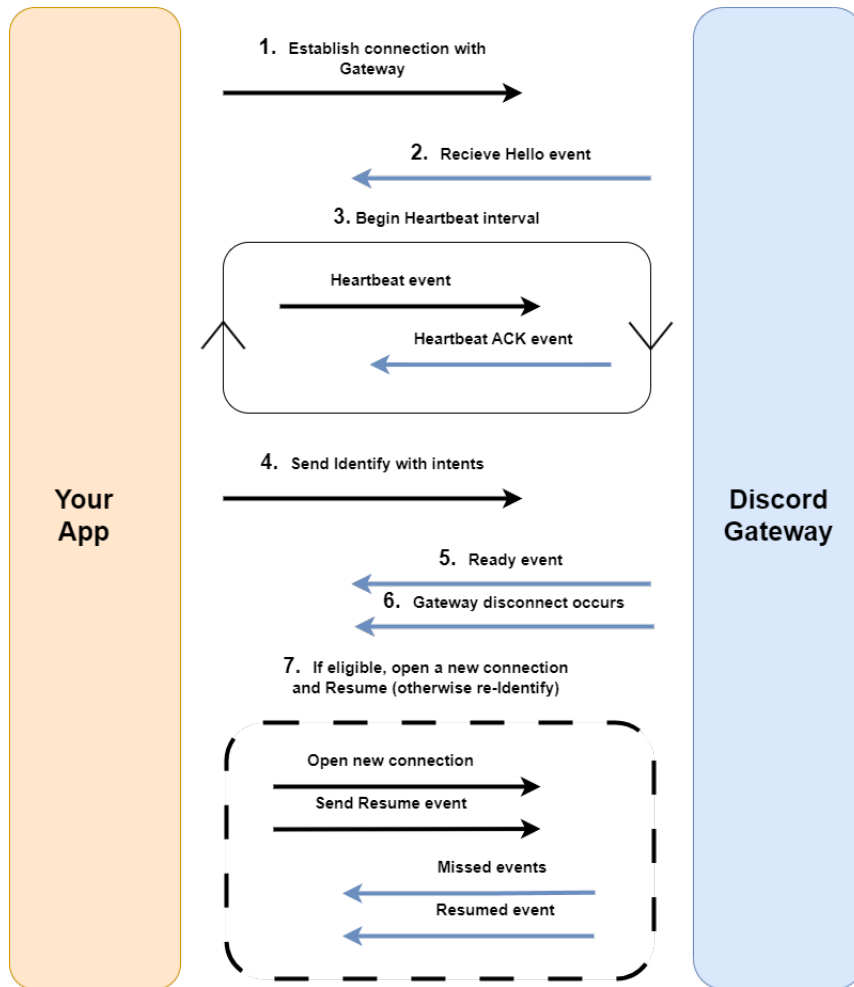 1. Establish connection with
Gateway
2. Recieve Hello event
3. Begin Heartbeat interval
Heartbeat event
Heartbeat ACK event
4. Send Identify with intents
Your
App
Discord
Gateway
5. Ready event
6. Gateway disconnect occurs
7. If eligible, open a new connection
and Resume (otherwise re-Identify)
Open new connection
Send Resume event
Missed events
Resumed event